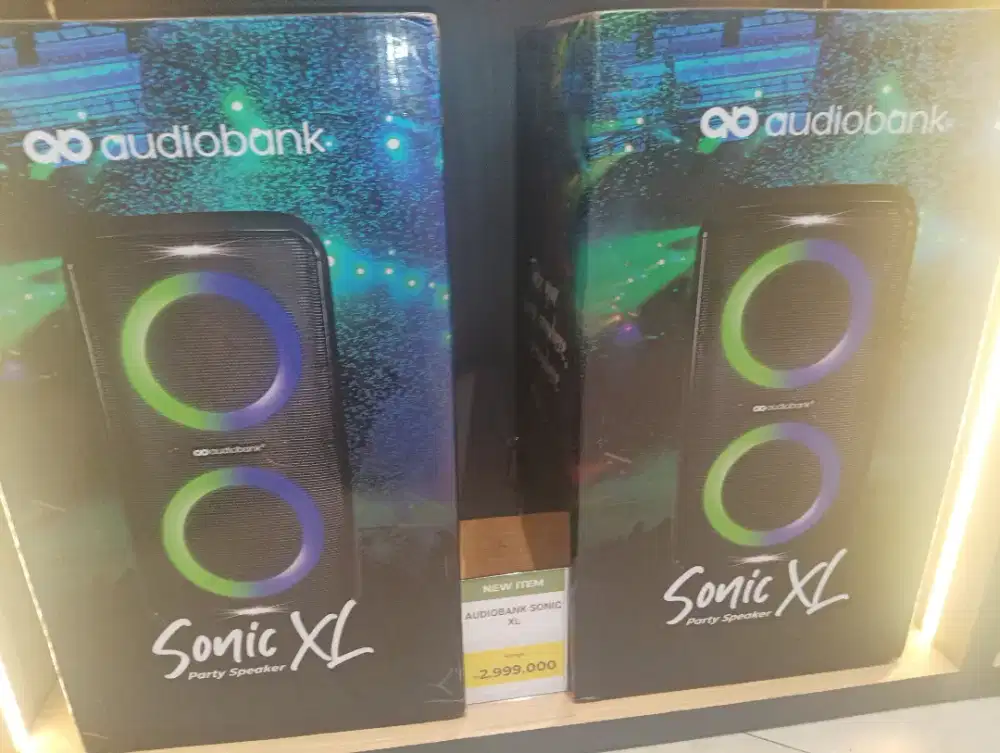 audiobank
audiobank
Sonic XL
Party Speaker
NEW ITEM
AUDIOBANK SONIC
XL
2.999.000
audiobank
audiobank
Sonic XL
Party Speaker